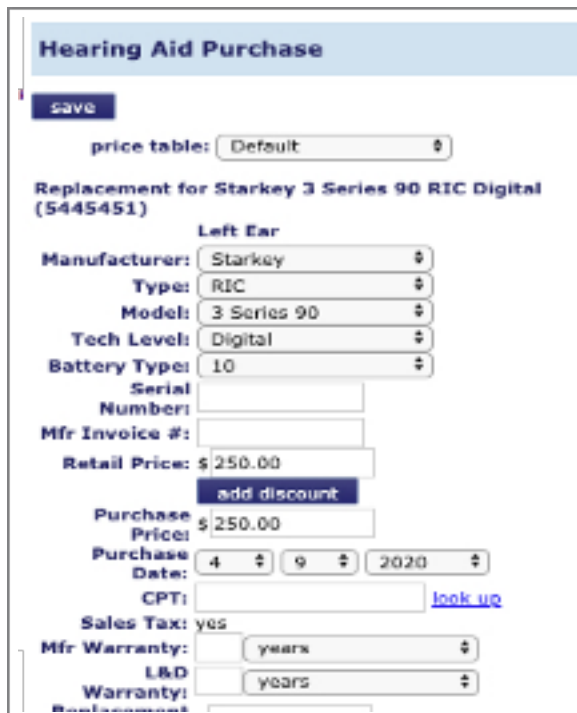 Hearing Aid Purchase
save
price table: Default
Replacement for Starkey 3 Series 90 RIC Digital
(5445451)
Left Ear
Manufacturer: Starkey
Type: RIC
Model: 3 Series 90
Tech Level: Digital
Battery Type: 10
Serial
Number:
Mfr Invoice #:
Retail Price: $ 250.00
add discount
Purchase
Price: $ 250.00
Purchase
Date: 4 9 2020
CPT: look up
Sales Tax: yes
Mfr Warranty: years
L&D
Warranty: years
Replacement